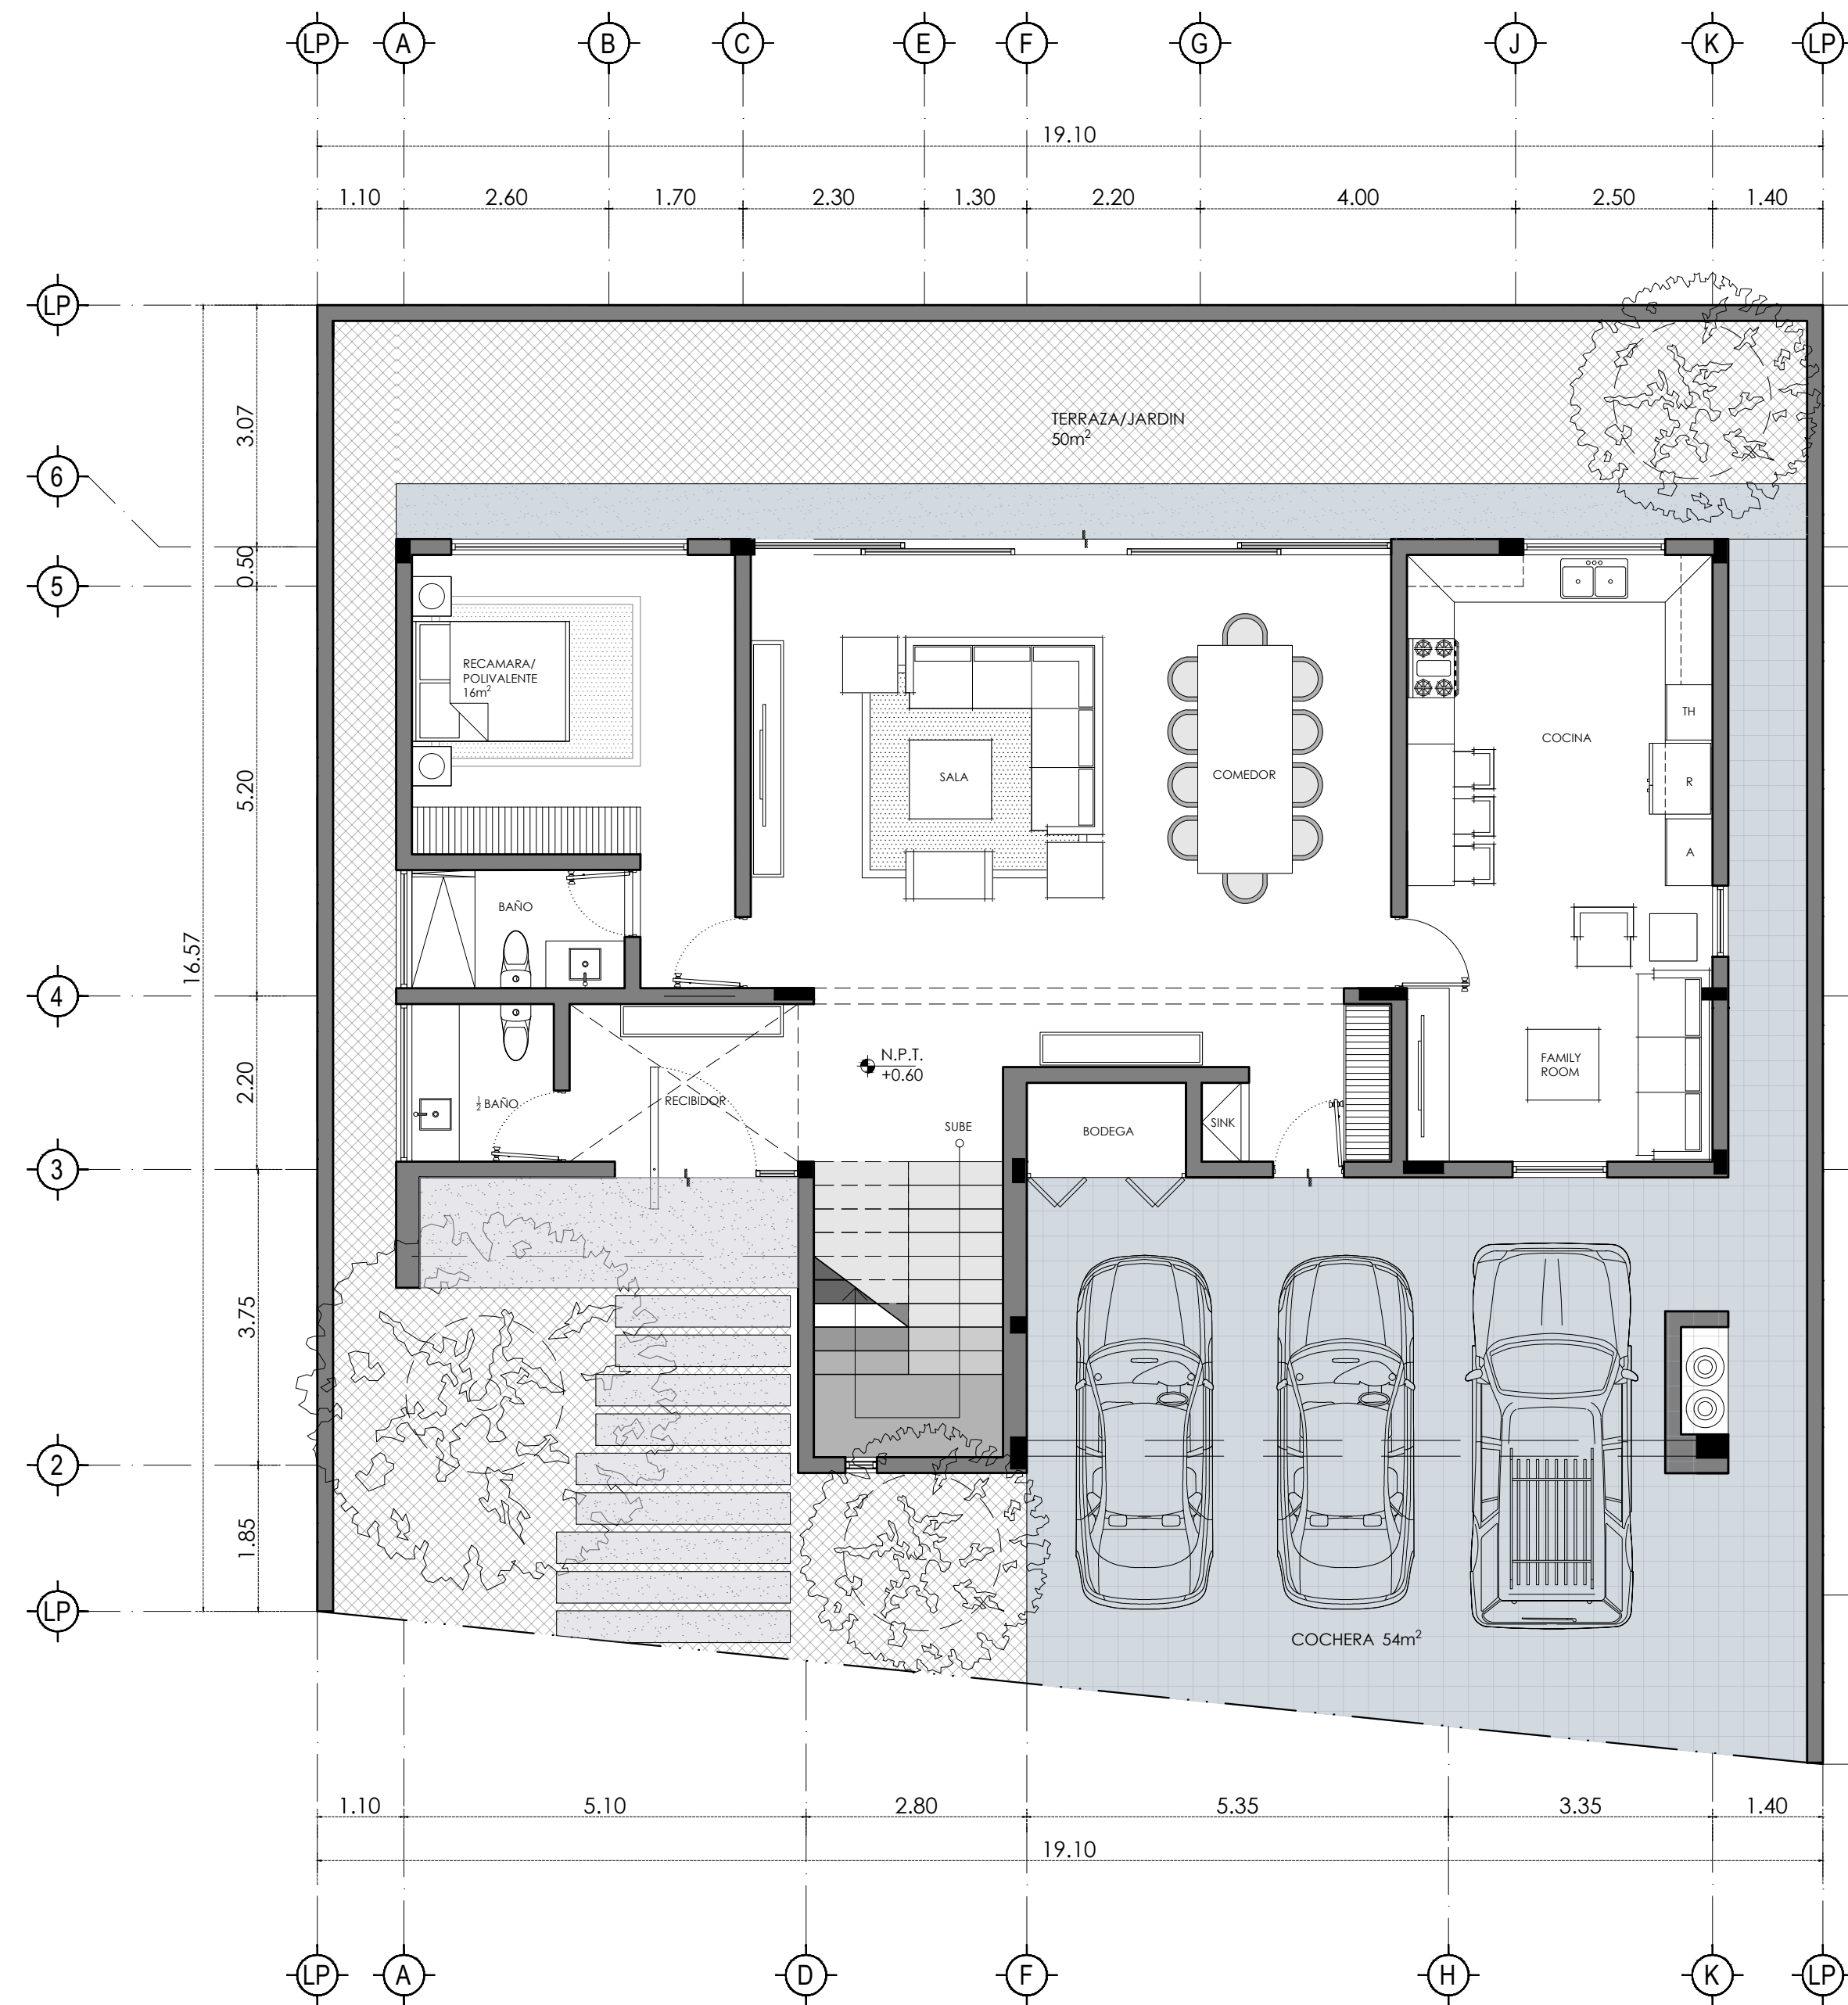 LP A B C E F G J K LP
19.10
1.10 2.60 1.70 2.30 1.30 2.20 4.00 2.50 1.40
LP
6
5
4
3
2
LP
3.07
0.50
5.20
2.20
3.75
1.85
16.57
TERRAZA/JARDIN
50m²
RECAMARA/
POLIVALENTE
16m²
SALA
COMEDOR
COCINA
TH
R
A
BAÑO
½ BAÑO
RECIBIDOR
N.P.T.
+0.60
SUBE
BODEGA
SINK
FAMILY
ROOM
COCHERA 54m²
1.10 5.10 2.80 5.35 3.35 1.40
19.10
LP A D F H K LP